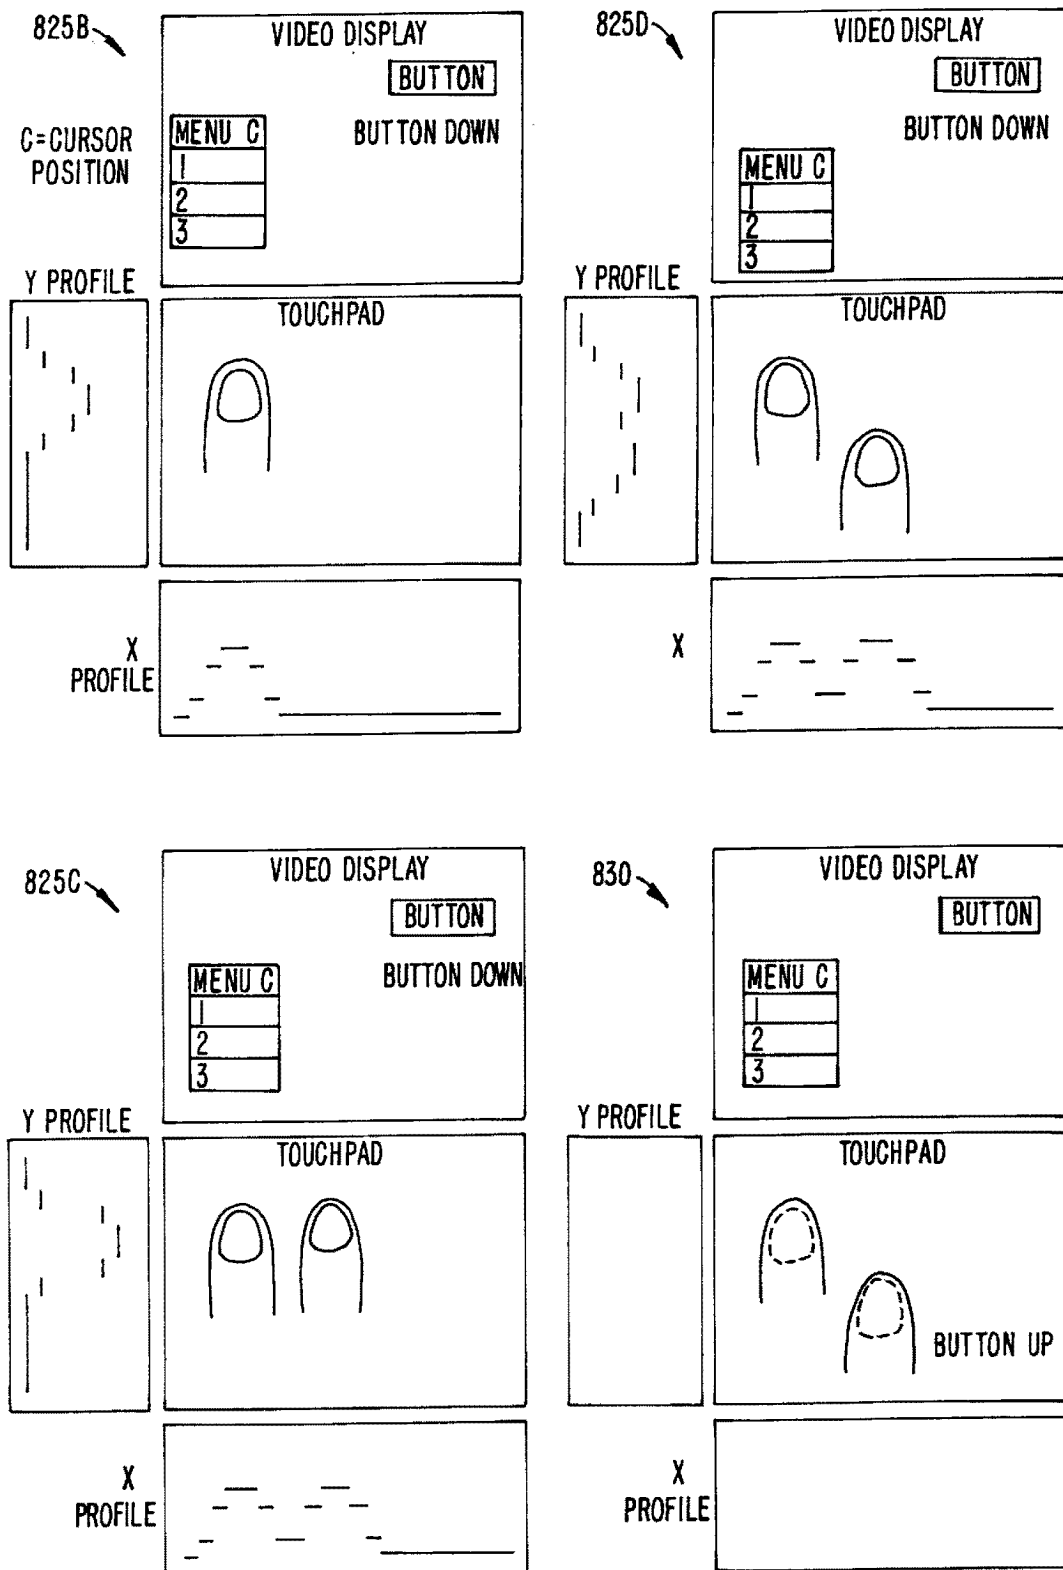 825B
VIDEO DISPLAY
BUTTON
BUTTON DOWN
C=CURSOR
POSITION
MENU C
1
2
3
Y PROFILE
TOUCHPAD
X
PROFILE
825D
VIDEO DISPLAY
BUTTON
BUTTON DOWN
MENU C
1
2
3
Y PROFILE
TOUCHPAD
X
825C
VIDEO DISPLAY
BUTTON
BUTTON DOWN
MENU C
1
2
3
Y PROFILE
TOUCHPAD
X
PROFILE
830
VIDEO DISPLAY
BUTTON
MENU C
1
2
3
Y PROFILE
TOUCHPAD
BUTTON UP
X
PROFILE